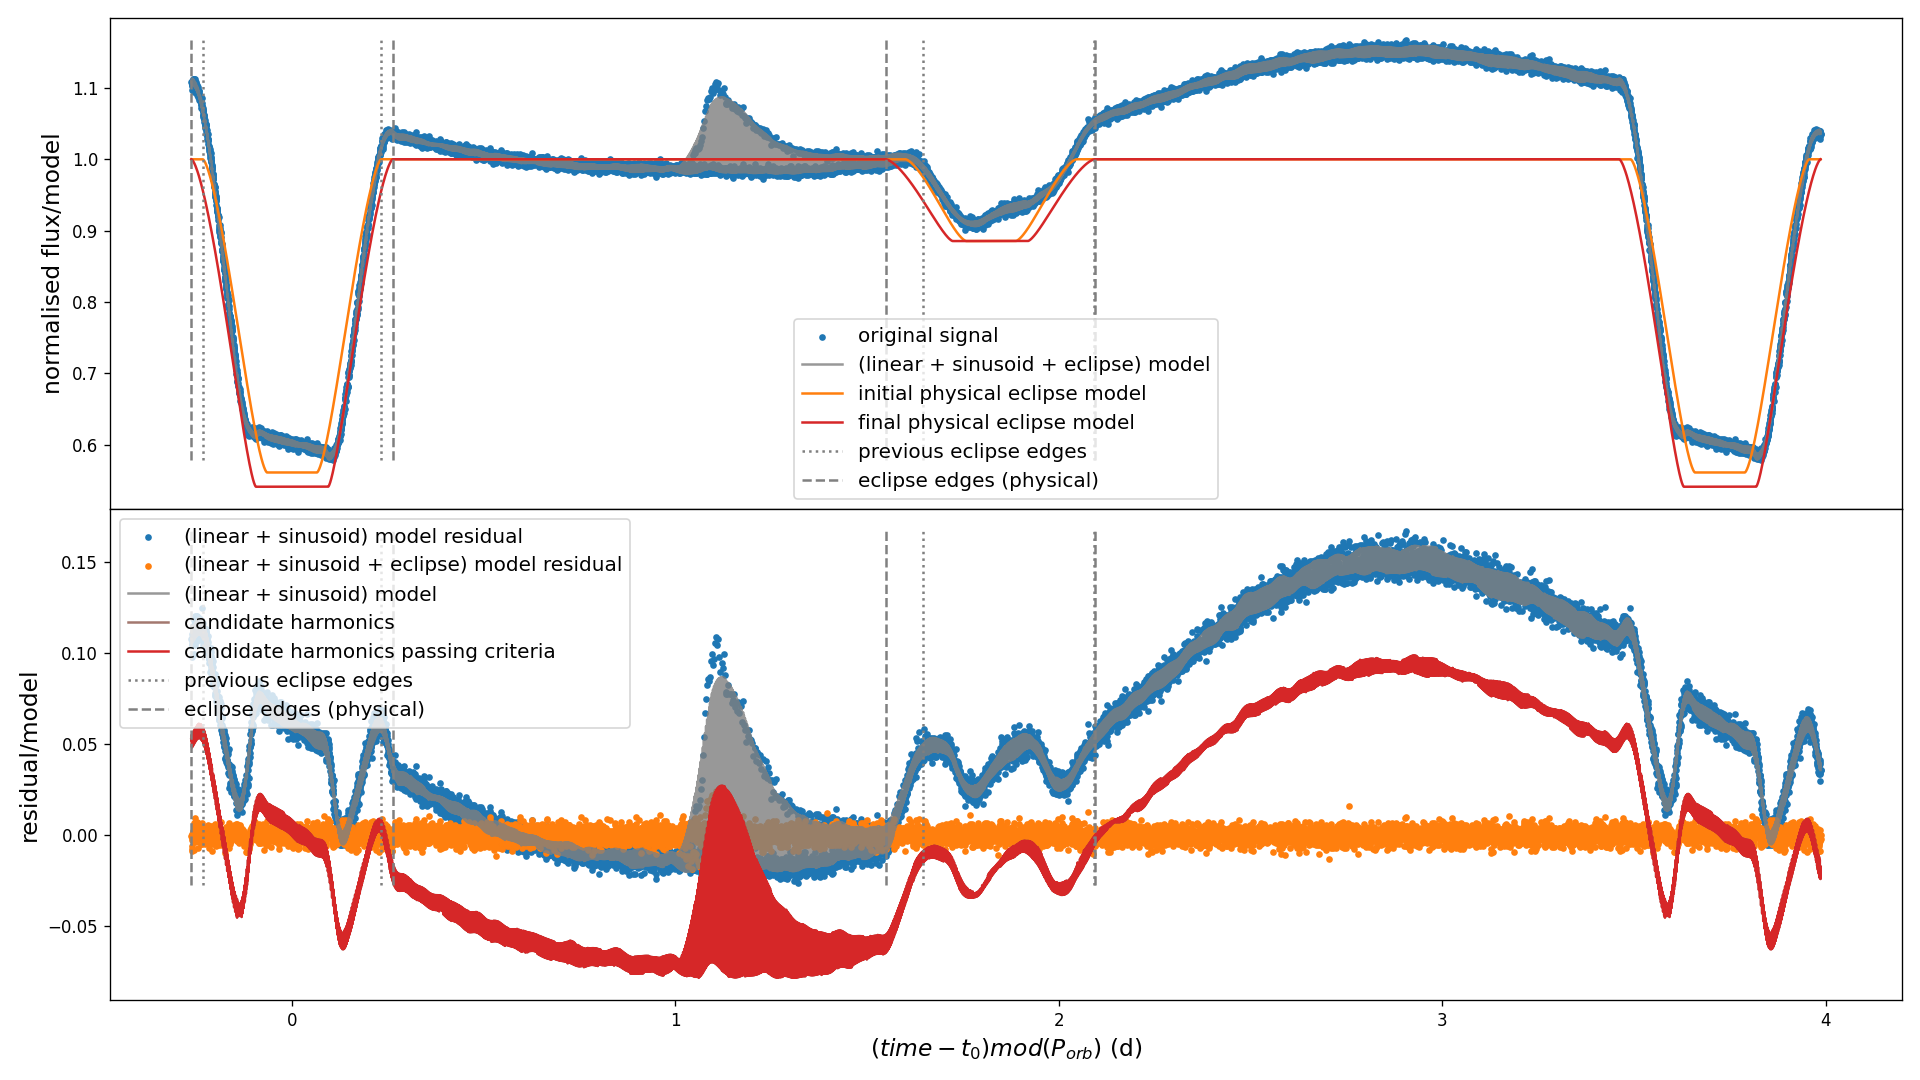 normalised flux/model
1.1
1.0
0.9
0.8
0.7
0.6
original signal
(linear + sinusoid + eclipse) model
initial physical eclipse model
final physical eclipse model
previous eclipse edges
eclipse edges (physical)
residual/model
0.15
0.10
0.05
0.00
−0.05
(linear + sinusoid) model residual
(linear + sinusoid + eclipse) model residual
(linear + sinusoid) model
candidate harmonics
candidate harmonics passing criteria
previous eclipse edges
eclipse edges (physical)
0 1 2 3 4
(time − t₀)mod(P_orb) (d)